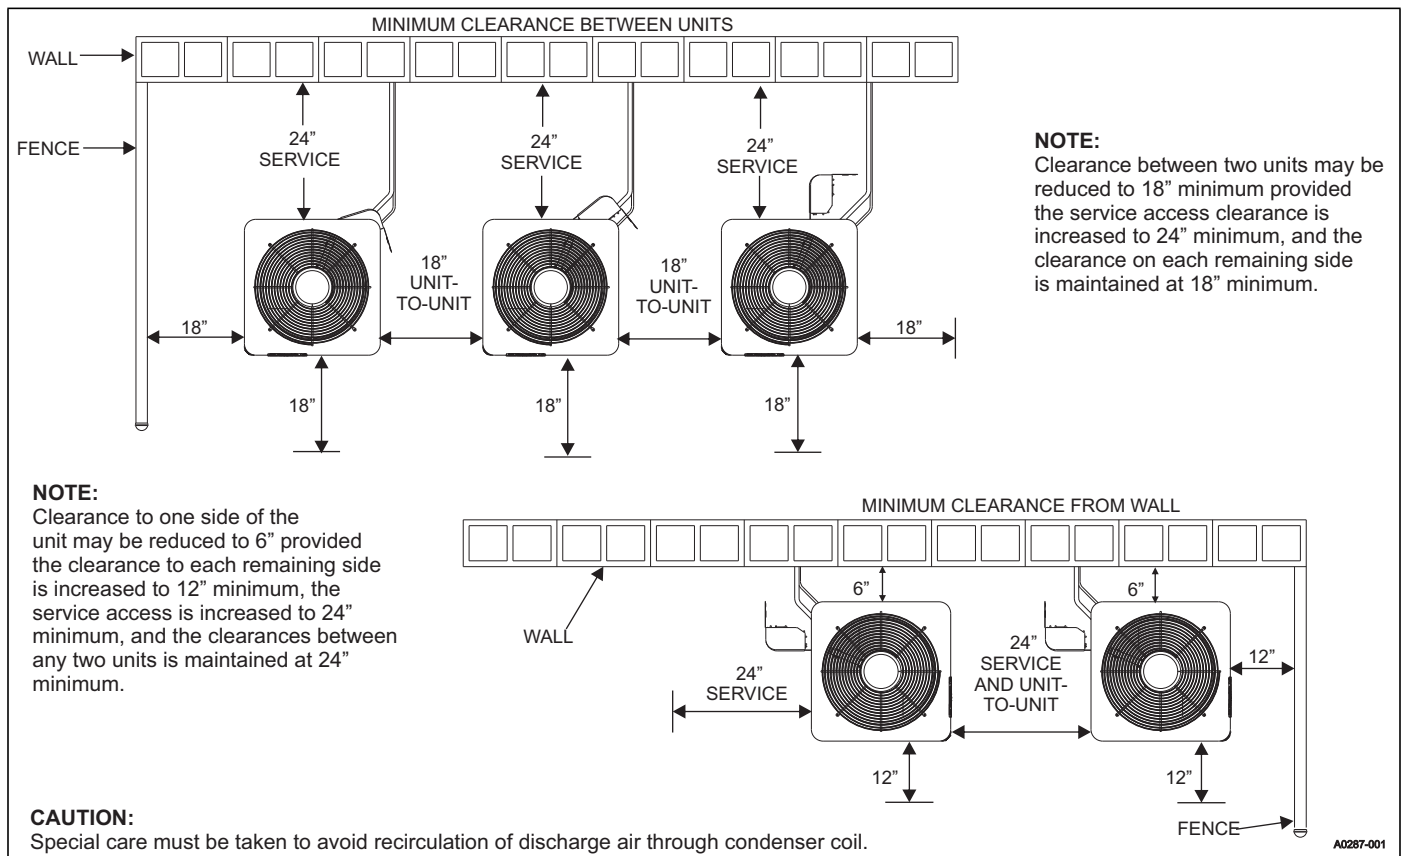 MINIMUM CLEARANCE BETWEEN UNITS
WALL
FENCE
24”
SERVICE
24”
SERVICE
24”
SERVICE
18”
UNIT-
TO-UNIT
18”
UNIT-
TO-UNIT
18”
18”
18”
18”
18”
NOTE:
Clearance between two units may be
reduced to 18” minimum provided
the service access clearance is
increased to 24” minimum, and the
clearance on each remaining side
is maintained at 18” minimum.
NOTE:
Clearance to one side of the
unit may be reduced to 6” provided
the clearance to each remaining side
is increased to 12” minimum, the
service access is increased to 24”
minimum, and the clearances between
any two units is maintained at 24”
minimum.
MINIMUM CLEARANCE FROM WALL
WALL
6”
6”
24”
SERVICE
24”
SERVICE
AND UNIT-
TO-UNIT
12”
12”
12”
FENCE
CAUTION:
Special care must be taken to avoid recirculation of discharge air through condenser coil.
A0287-001